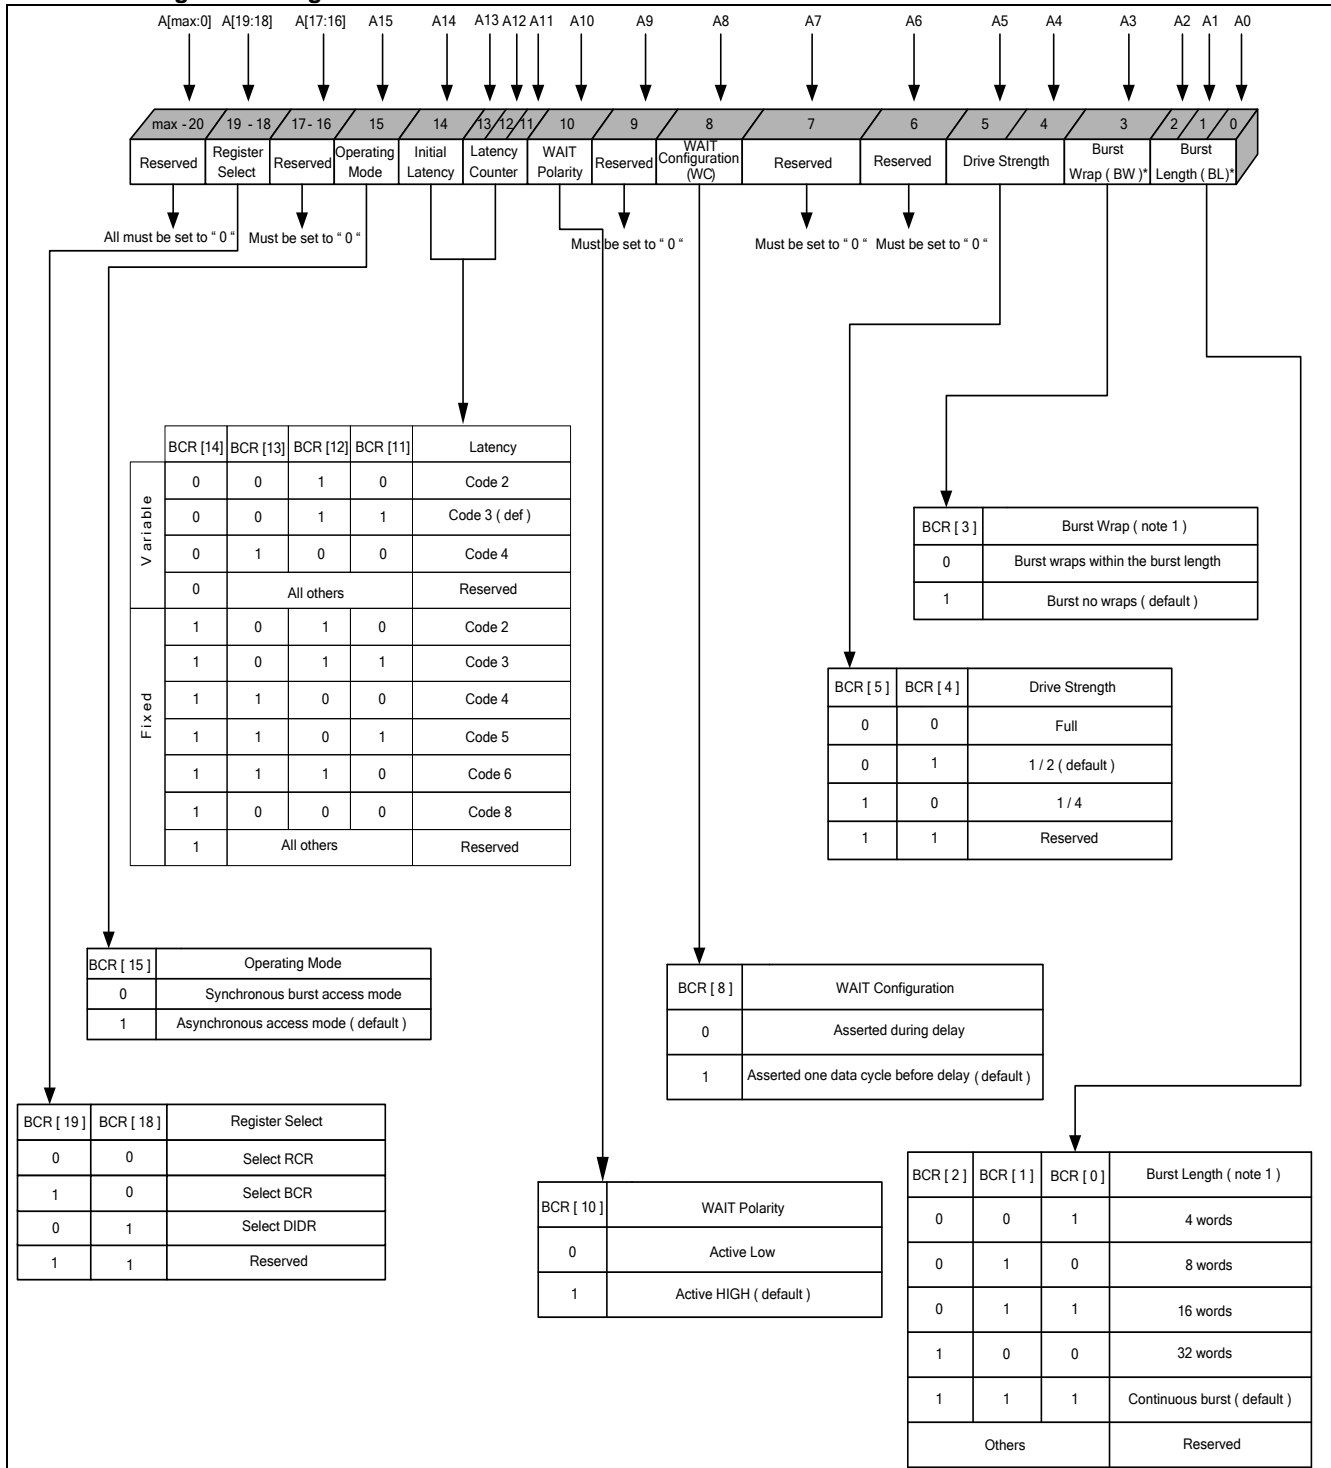 A[max:0] A[19:18] A[17:16] A15 A14 A13 A12 A11 A10 A9 A8 A7 A6 A5 A4 A3 A2 A1 A0
max - 20 19 - 18 17 - 16 15 14 13 12 11 10 9 8 7 6 5 4 3 2 1 0
Reserved
Register Select
Reserved
Operating Mode
Initial Latency
Latency Counter
WAIT Polarity
Reserved
WAIT Configuration (WC)
Reserved
Reserved
Drive Strength
Burst Wrap ( BW )*
Burst Length ( BL )*
All must be set to “ 0 “
Must be set to “ 0 “
Must be set to “ 0 “
Must be set to “ 0 “
Must be set to “ 0 “
BCR [14] BCR [13] BCR [12] BCR [11] Latency
Variable
0 0 1 0 Code 2
0 0 1 1 Code 3 ( def )
0 1 0 0 Code 4
0 All others Reserved
Fixed
1 0 1 0 Code 2
1 0 1 1 Code 3
1 1 0 0 Code 4
1 1 0 1 Code 5
1 1 1 0 Code 6
1 0 0 0 Code 8
1 All others Reserved
BCR [ 3 ] Burst Wrap ( note 1 )
0 Burst wraps within the burst length
1 Burst no wraps ( default )
BCR [ 5 ] BCR [ 4 ] Drive Strength
0 0 Full
0 1 1 / 2 ( default )
1 0 1 / 4
1 1 Reserved
BCR [ 15 ] Operating Mode
0 Synchronous burst access mode
1 Asynchronous access mode ( default )
BCR [ 8 ] WAIT Configuration
0 Asserted during delay
1 Asserted one data cycle before delay ( default )
BCR [ 19 ] BCR [ 18 ] Register Select
0 0 Select RCR
1 0 Select BCR
0 1 Select DIDR
1 1 Reserved
BCR [ 10 ] WAIT Polarity
0 Active Low
1 Active HIGH ( default )
BCR [ 2 ] BCR [ 1 ] BCR [ 0 ] Burst Length ( note 1 )
0 0 1 4 words
0 1 0 8 words
0 1 1 16 words
1 0 0 32 words
1 1 1 Continuous burst ( default )
Others Reserved